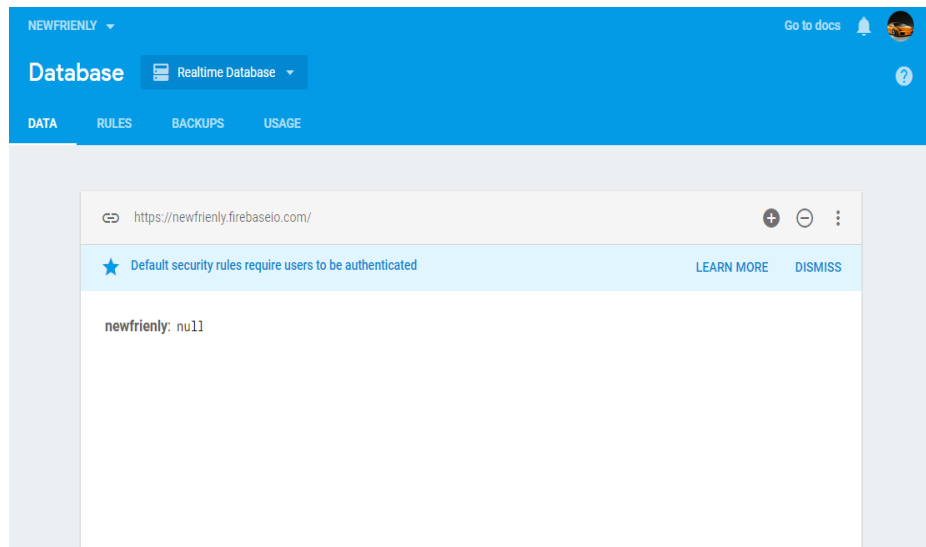 NEWFRIENLY Go to docs
Database Realtime Database
DATA RULES BACKUPS USAGE
https://newfrienly.firebaseio.com/
Default security rules require users to be authenticated LEARN MORE DISMISS
newfrienly: null